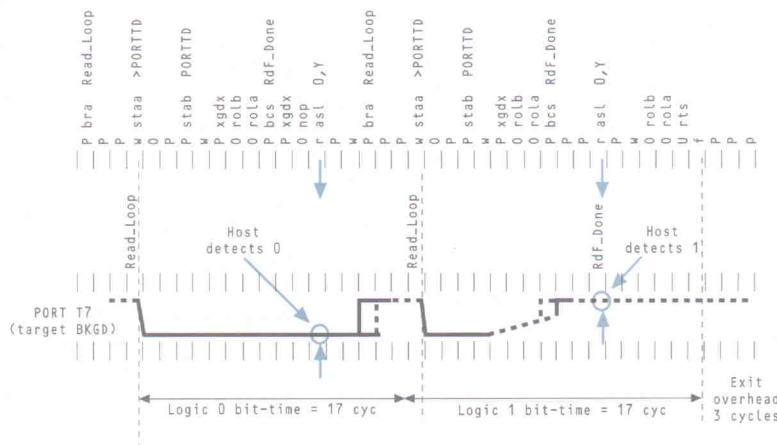 P bra Read_Loop
P
P
w staa >PORTTD
O
P
P stab PORTTD
w
P xgdx
O rolb
O rola
P bcs RdF_Done
P xgdx
O nop
r asl 0,Y
P
P
w
P bra Read_Loop
P
P
w staa >PORTTD
O
P
P stab PORTTD
w
P xgdx
O rolb
O rola
P bcs RdF_Done
P
P
r asl 0,Y
P
P
w
O rolb
O rola
U rts
f
P
P
P
Read_Loop
Host
detects 0
Read_Loop
RdF_Done
Host
detects 1
PORT T7
(target BKGD)
Logic 0 bit-time = 17 cyc
Logic 1 bit-time = 17 cyc
Exit
overhead
3 cycles